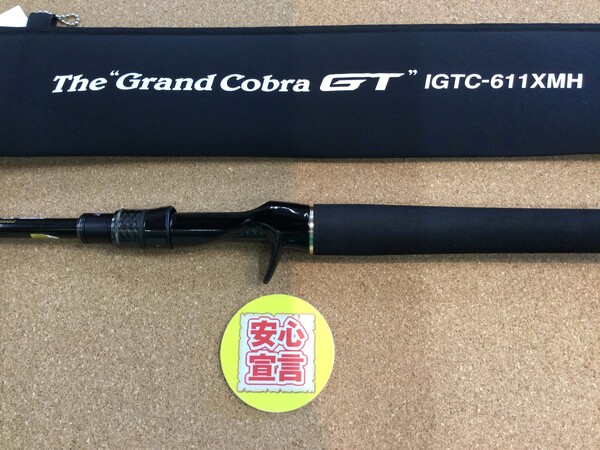 The "Grand Cobra GT" IGTC-611XMH
安心
宣言